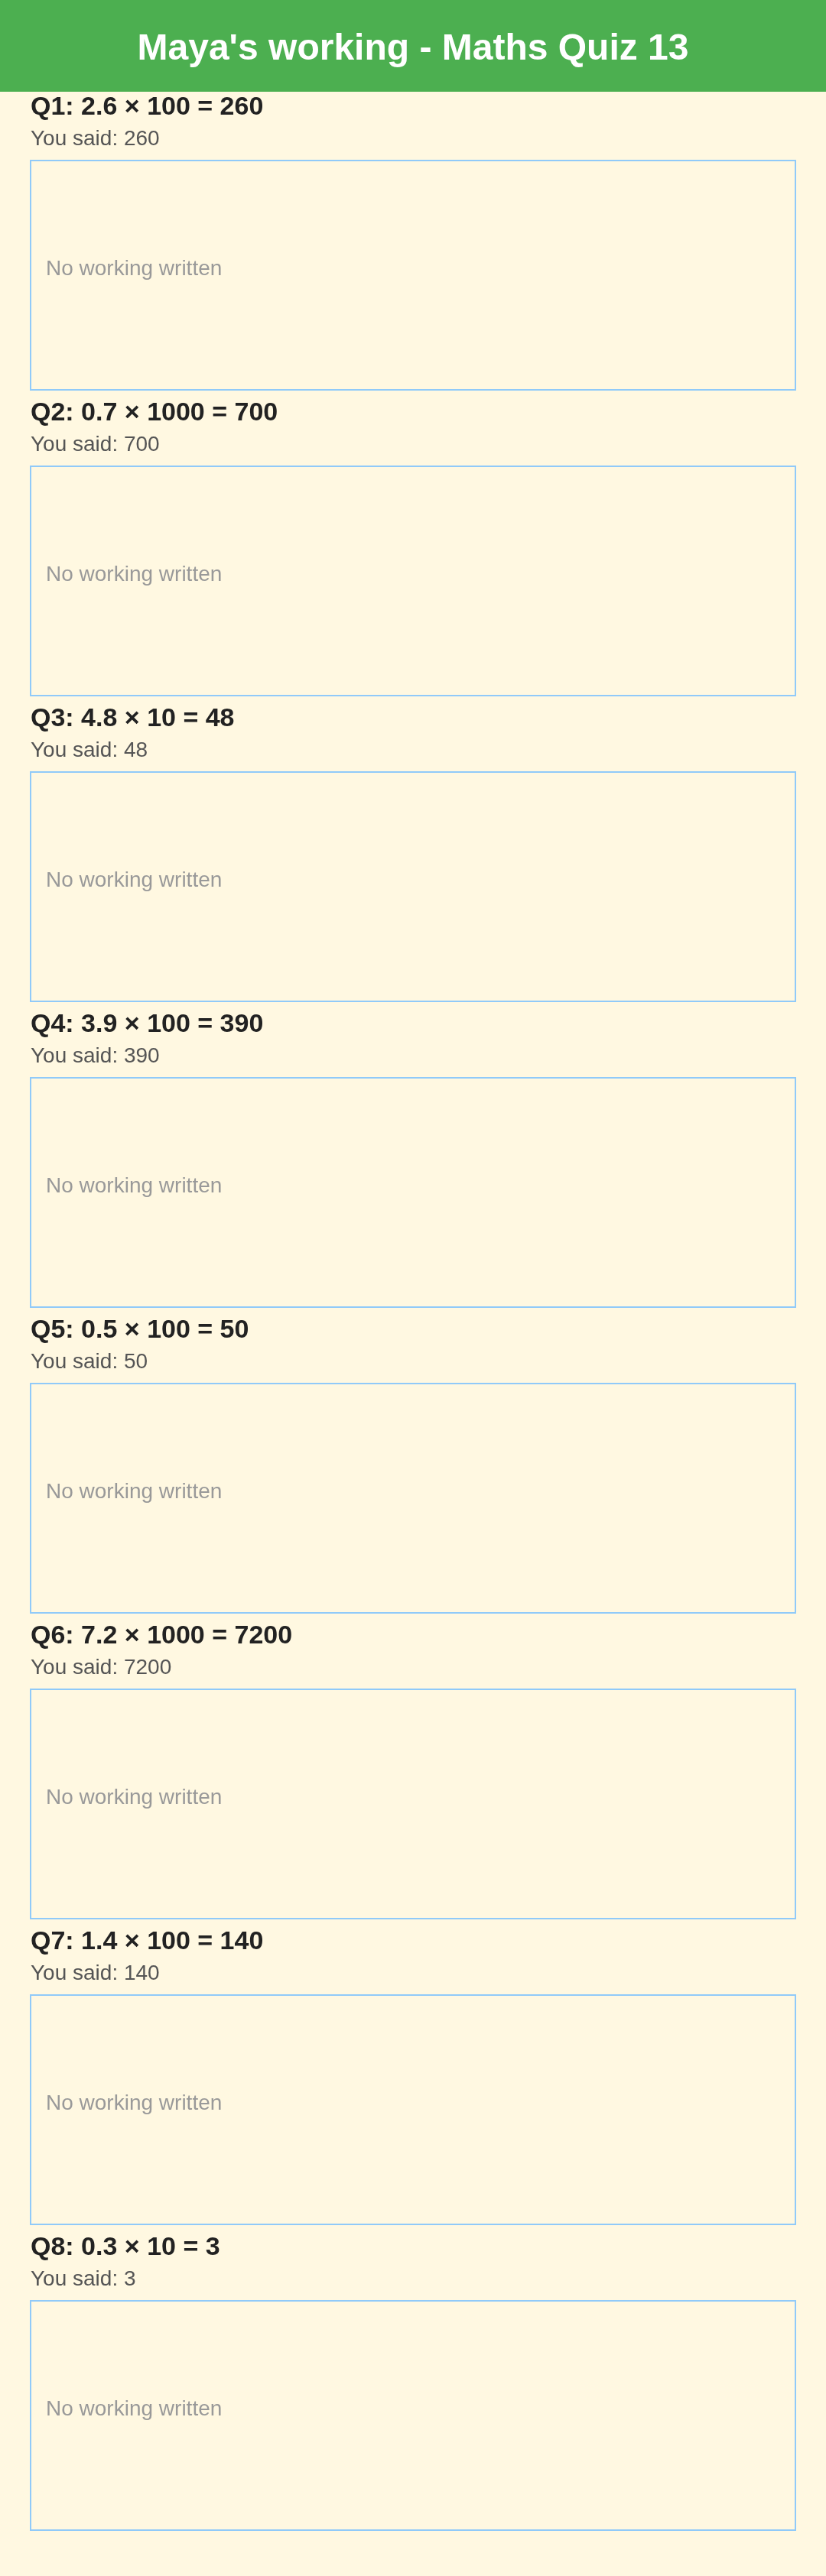 Maya's working - Maths Quiz 13
Q1: 2.6 × 100 = 260
You said: 260
No working written
Q2: 0.7 × 1000 = 700
You said: 700
No working written
Q3: 4.8 × 10 = 48
You said: 48
No working written
Q4: 3.9 × 100 = 390
You said: 390
No working written
Q5: 0.5 × 100 = 50
You said: 50
No working written
Q6: 7.2 × 1000 = 7200
You said: 7200
No working written
Q7: 1.4 × 100 = 140
You said: 140
No working written
Q8: 0.3 × 10 = 3
You said: 3
No working written